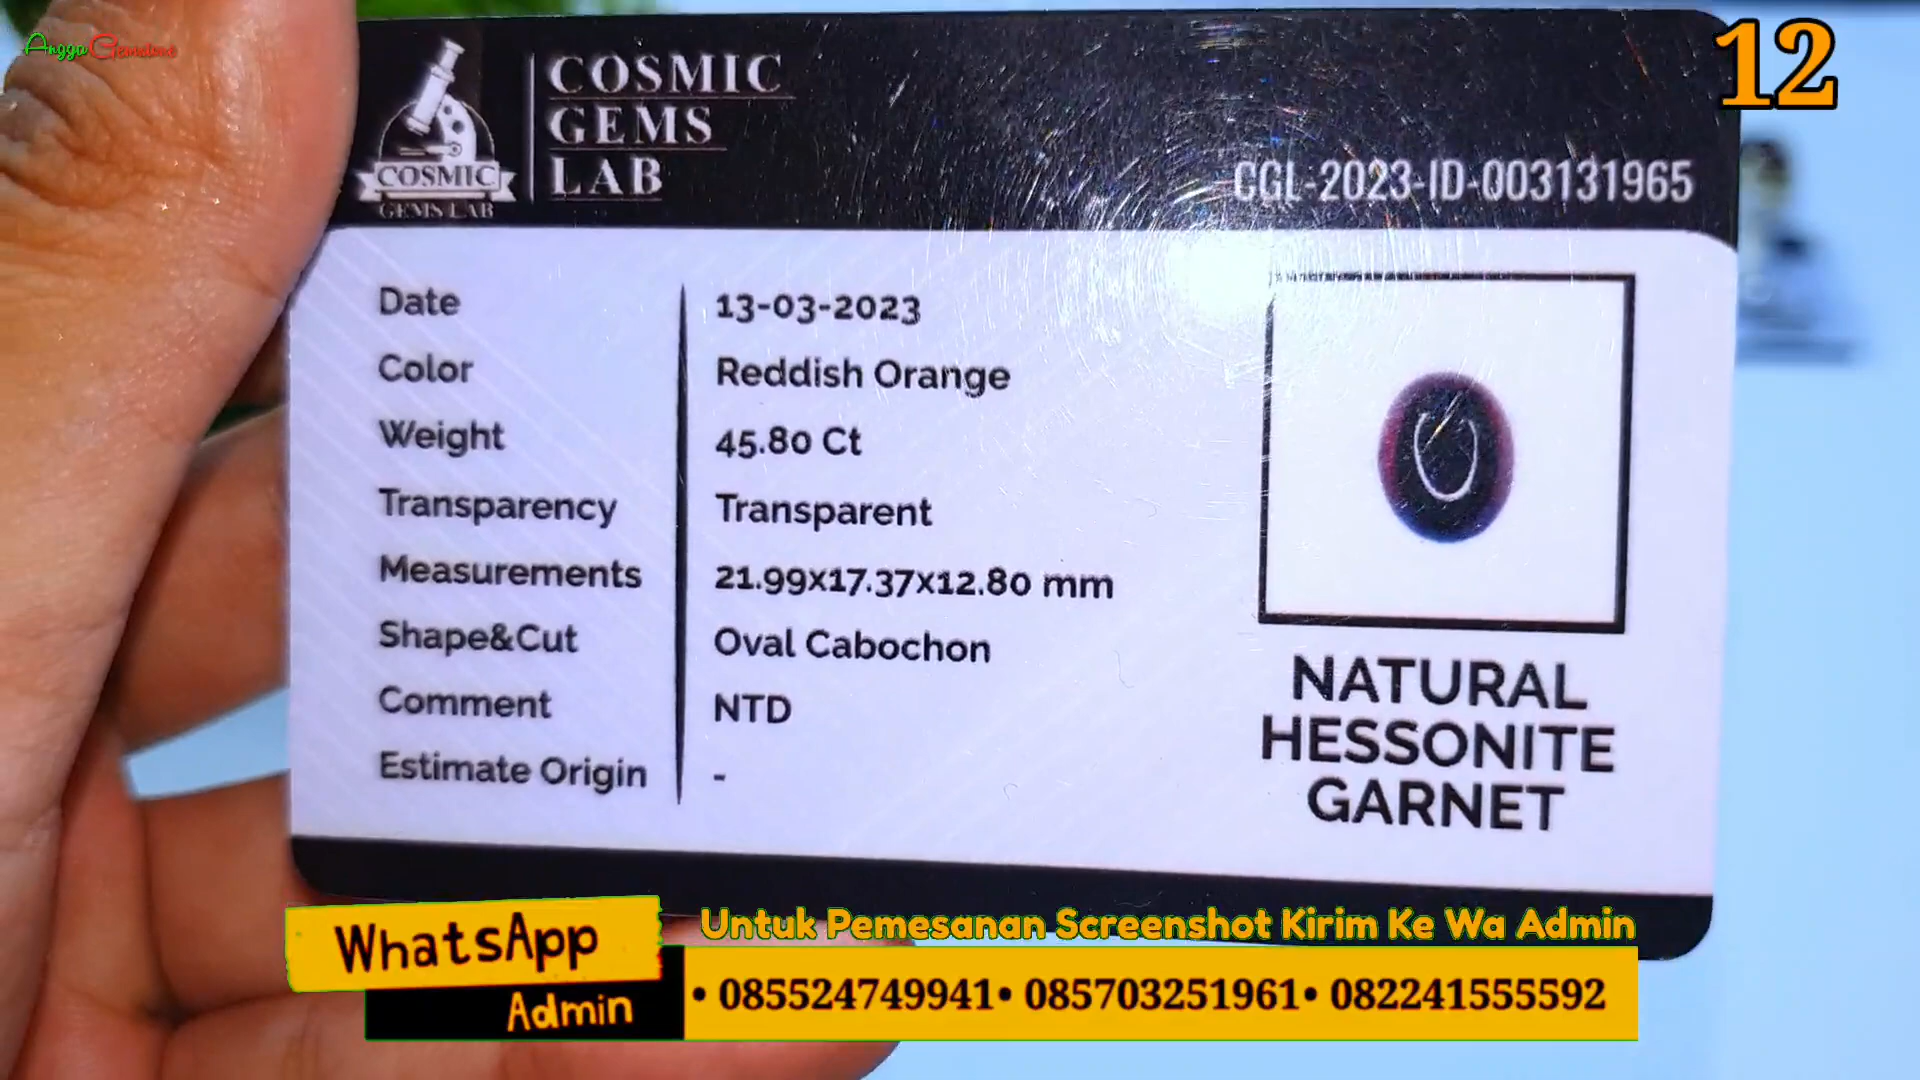 Angga Gemstone
12
COSMIC
GEMS LAB
COSMIC
GEMS
LAB
CGL-2023-ID-003131965
Date 13-03-2023
Color Reddish Orange
Weight 45.80 Ct
Transparency Transparent
Measurements 21.99x17.37x12.80 mm
Shape&Cut Oval Cabochon
Comment NTD
Estimate Origin -
NATURAL
HESSONITE
GARNET
WhatsApp
Admin
Untuk Pemesanan Screenshot Kirim Ke Wa Admin
• 085524749941• 085703251961• 082241555592